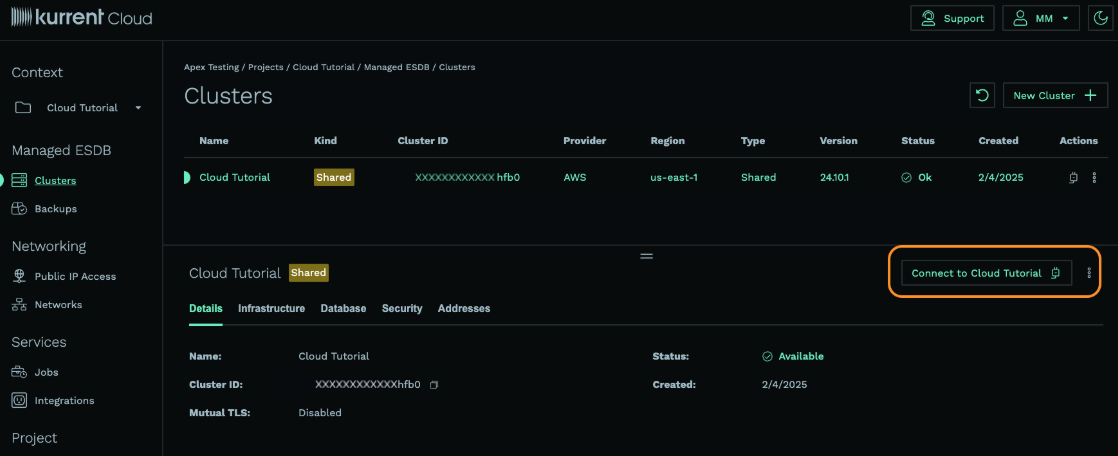 kurrent Cloud
Support
MM
Context
Cloud Tutorial
Managed ESDB
Clusters
Backups
Networking
Public IP Access
Networks
Services
Jobs
Integrations
Project
Apex Testing / Projects / Cloud Tutorial / Managed ESDB / Clusters
Clusters
New Cluster
Name Kind Cluster ID Provider Region Type Version Status Created Actions
Cloud Tutorial Shared XXXXXXXXXXXX hfb0 AWS us-east-1 Shared 24.10.1 Ok 2/4/2025
Cloud Tutorial Shared
Connect to Cloud Tutorial
Details Infrastructure Database Security Addresses
Name: Cloud Tutorial Status: Available
Cluster ID: XXXXXXXXXXXXhfb0 Created: 2/4/2025
Mutual TLS: Disabled